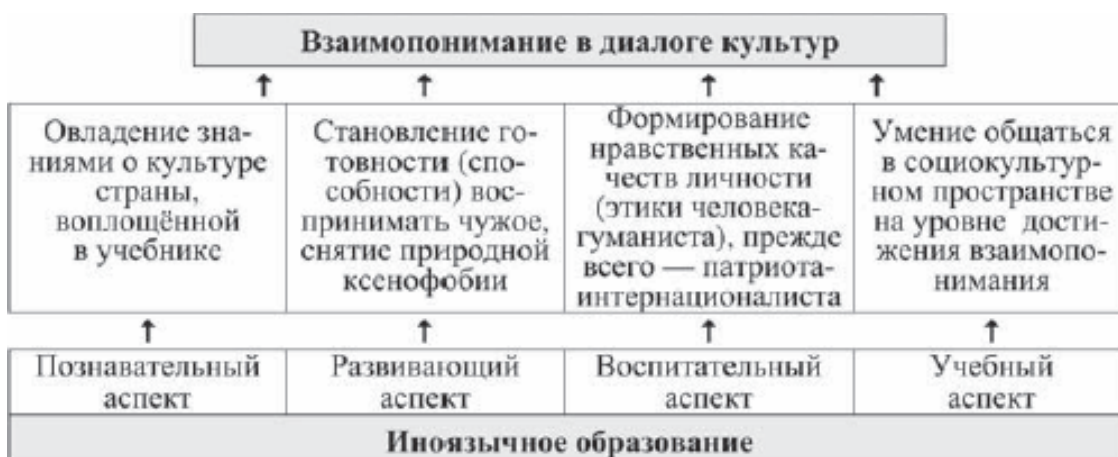 Взаимопонимание в диалоге культур
Овладение зна-
ниями о культуре
страны,
воплощённой
в учебнике
Становление го-
товности (спо-
собности) вос-
принимать чужое,
снятие природной
ксенофобии
Формирование
нравственных ка-
честв личности
(этики человека-
гуманиста), прежде
всего — патриота-
интернационалиста
Умение общаться
в социокультур-
ном пространстве
на уровне дости-
жения взаимопо-
нимания
Познавательный
аспект
Развивающий
аспект
Воспитательный
аспект
Учебный
аспект
Иноязычное образование